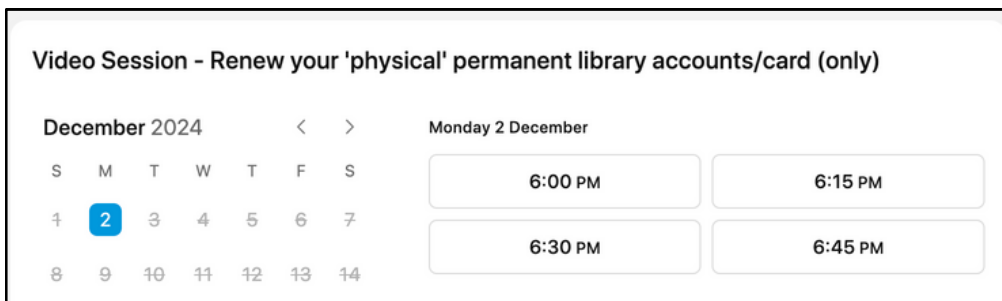 Video Session - Renew your 'physical' permanent library accounts/card (only)
December 2024 < >
S M T W T F S
1 2 3 4 5 6 7
8 9 10 11 12 13 14
Monday 2 December
6:00 PM 6:15 PM
6:30 PM 6:45 PM